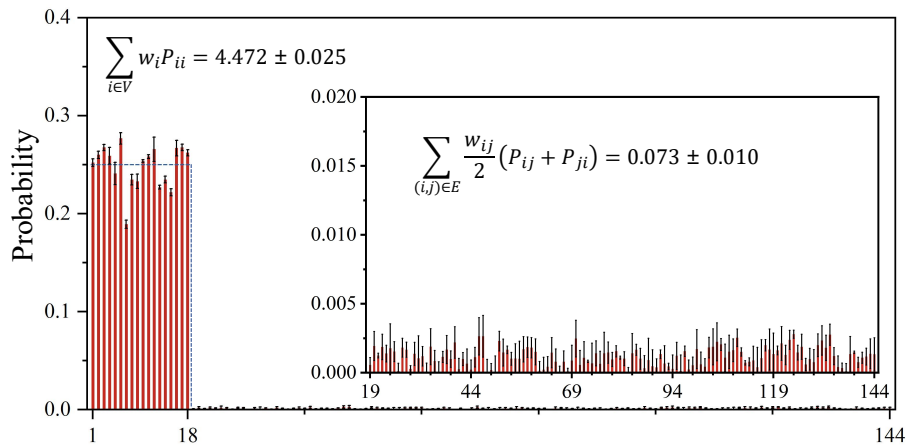 0.4
0.3
0.2
0.1
0.0
Probability
∑_{i∈V} w_i P_{ii} = 4.472 ± 0.025
0.020
0.015
0.010
0.005
0.000
∑_{(i,j)∈E} w_{ij}/2 (P_{ij} + P_{ji}) = 0.073 ± 0.010
19 44 69 94 119 144
1 18 144